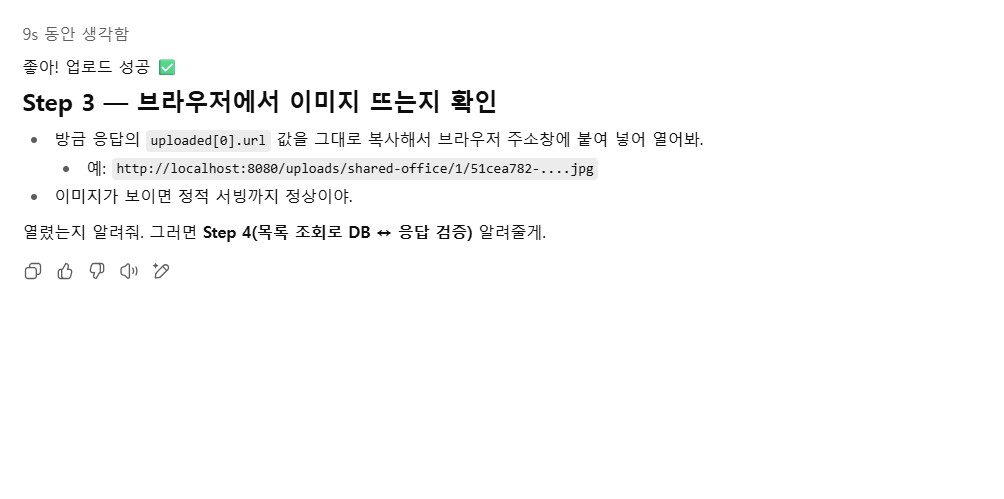 9s 동안 생각함
좋아! 업로드 성공 ✅
Step 3 — 브라우저에서 이미지 뜨는지 확인
• 방금 응답의 uploaded[0].url 값을 그대로 복사해서 브라우저 주소창에 붙여 넣어 열어봐.
• 예: http://localhost:8080/uploads/shared-office/1/51cea782-....jpg
• 이미지가 보이면 정적 서빙까지 정상이야.
열렸는지 알려줘. 그러면 Step 4(목록 조회로 DB ↔ 응답 검증) 알려줄게.